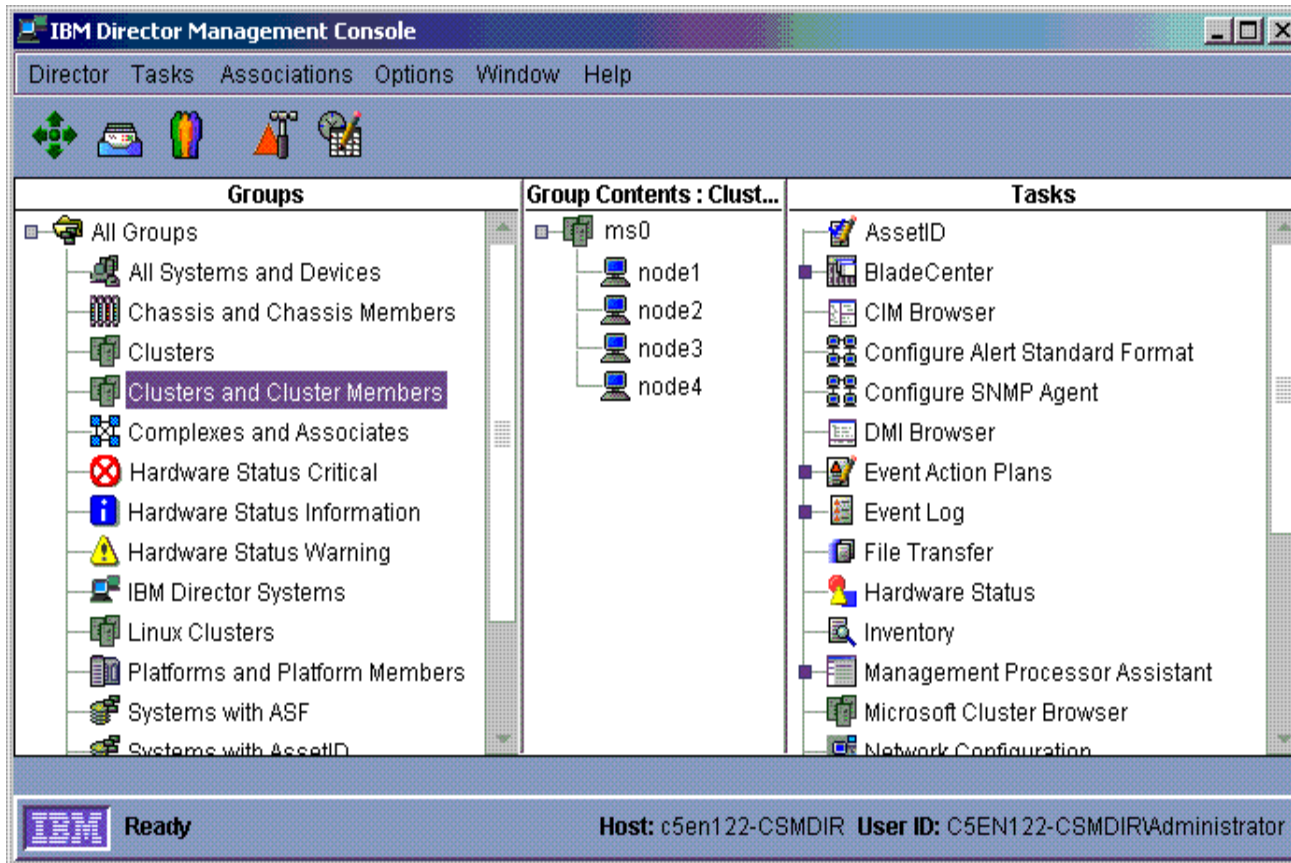 IBM Director Management Console
Director Tasks Associations Options Window Help
Groups
All Groups
All Systems and Devices
Chassis and Chassis Members
Clusters
Clusters and Cluster Members
Complexes and Associates
Hardware Status Critical
Hardware Status Information
Hardware Status Warning
IBM Director Systems
Linux Clusters
Platforms and Platform Members
Systems with ASF
Systems with AssetID
Group Contents : Clust...
ms0
node1
node2
node3
node4
Tasks
AssetID
BladeCenter
CIM Browser
Configure Alert Standard Format
Configure SNMP Agent
DMI Browser
Event Action Plans
Event Log
File Transfer
Hardware Status
Inventory
Management Processor Assistant
Microsoft Cluster Browser
Network Configuration
IBM Ready Host: c5en122-CSMDIR User ID: C5EN122-CSMDIR\Administrator